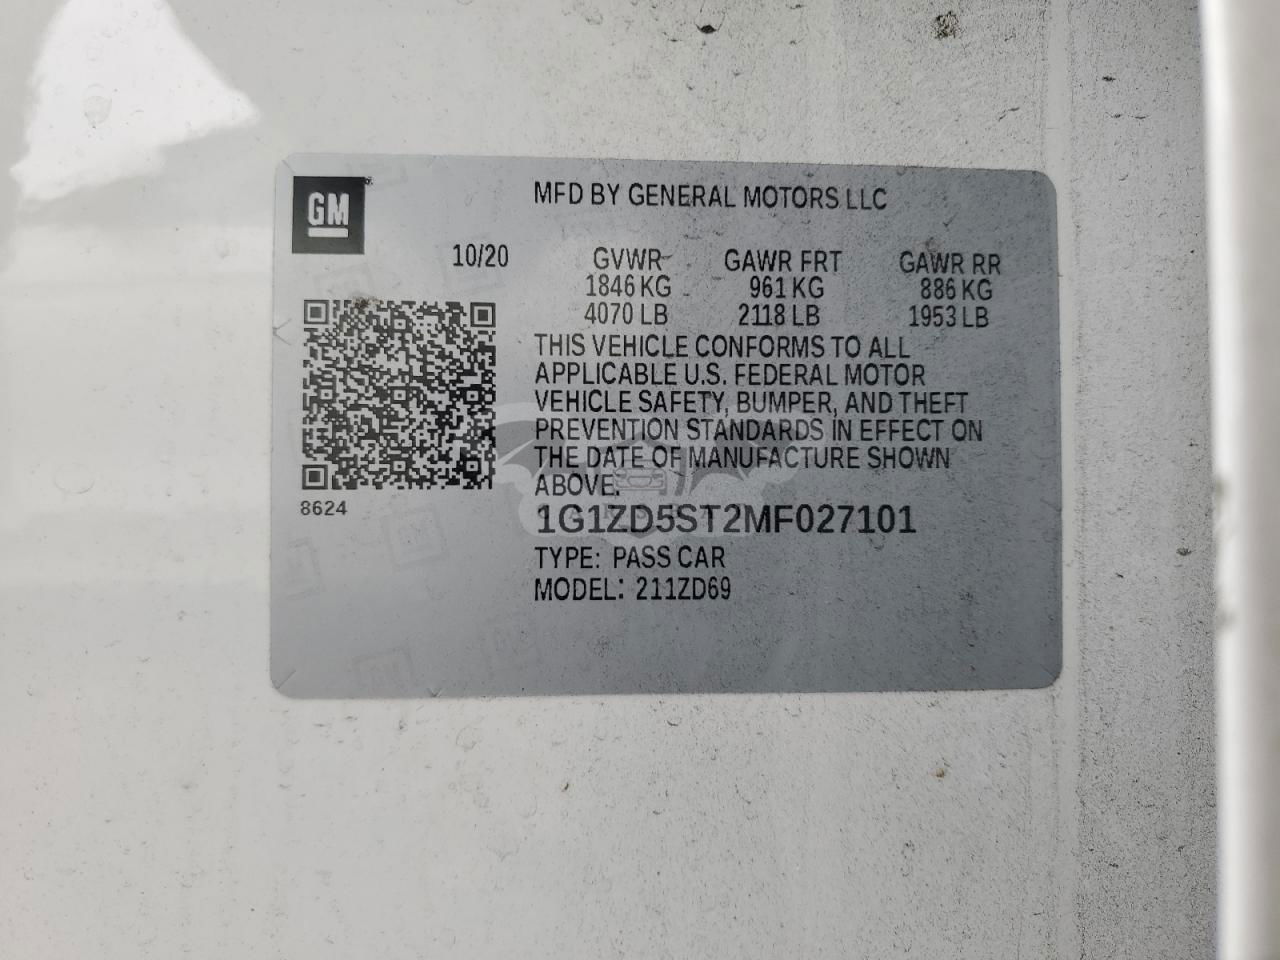 GM
MFD BY GENERAL MOTORS LLC
10/20 GVWR GAWR FRT GAWR RR
1846 KG 961 KG 886 KG
4070 LB 2118 LB 1953 LB
THIS VEHICLE CONFORMS TO ALL
APPLICABLE U.S. FEDERAL MOTOR
VEHICLE SAFETY, BUMPER, AND THEFT
PREVENTION STANDARDS IN EFFECT ON
THE DATE OF MANUFACTURE SHOWN
ABOVE.
8624
1G1ZD5ST2MF027101
TYPE: PASS CAR
MODEL: 211ZD69